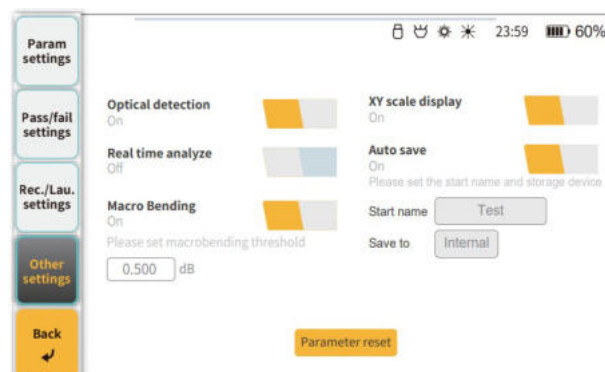 23:59 60%
Param
settings
Pass/fail
settings
Rec./Lau.
settings
Other
settings
Back
Optical detection
On
Real time analyze
Off
Macro Bending
On
Please set macrobending threshold
0.500 dB
XY scale display
On
Auto save
On
Please set the start name and storage device
Start name Test
Save to Internal
Parameter reset